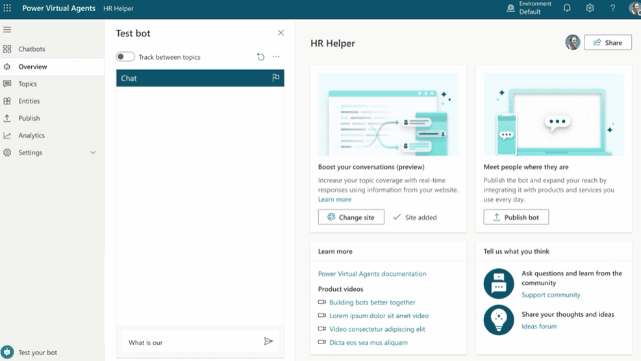 Power Virtual Agents HR Helper
Environment
Default
Chatbots
Overview
Topics
Entities
Publish
Analytics
Settings
Test your bot
Test bot
Track between topics
Chat
What is our
HR Helper
Share
Boost your conversations (preview)
Increase your topic coverage with real-time
responses using information from your website.
Learn more
Change site
Site added
Meet people where they are
Publish the bot and expand your reach by
integrating it with products and services you
use every day.
Publish bot
Learn more
Power Virtual Agents documentation
Product videos
Building bots better together
Lorem ipsum dolor sit amet video
Video consectetur adipiscing elit
Dicta eos sea mus aliquam
Tell us what you think
Ask questions and learn from the
community
Support community
Share your thoughts and ideas
Ideas forum